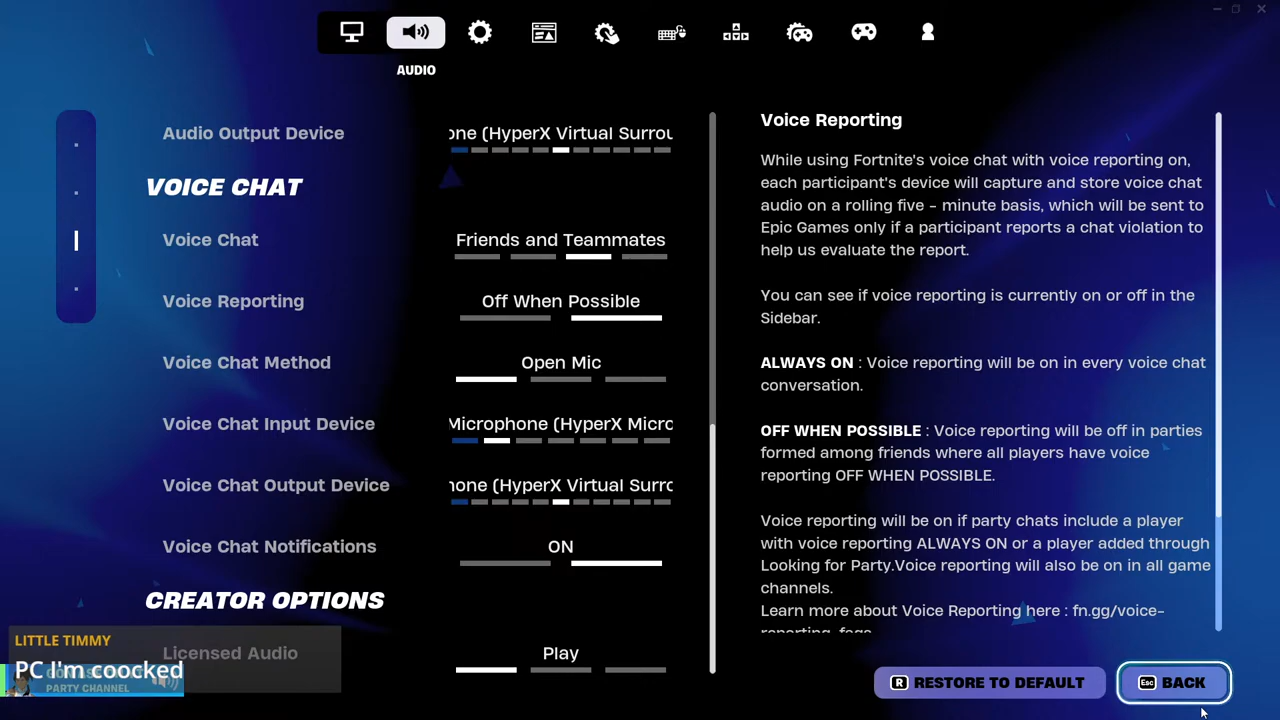 AUDIO
Audio Output Device
one (HyperX Virtual Surrou
VOICE CHAT
Voice Chat
Friends and Teammates
Voice Reporting
Off When Possible
Voice Chat Method
Open Mic
Voice Chat Input Device
Microphone (HyperX Micro
Voice Chat Output Device
hone (HyperX Virtual Surro
Voice Chat Notifications
ON
CREATOR OPTIONS
Licensed Audio
Play
LITTLE TIMMY
PC I'm coocked
PARTY CHANNEL
Voice Reporting
While using Fortnite's voice chat with voice reporting on,
each participant's device will capture and store voice chat
audio on a rolling five - minute basis, which will be sent to
Epic Games only if a participant reports a chat violation to
help us evaluate the report.
You can see if voice reporting is currently on or off in the
Sidebar.
ALWAYS ON : Voice reporting will be on in every voice chat
conversation.
OFF WHEN POSSIBLE : Voice reporting will be off in parties
formed among friends where all players have voice
reporting OFF WHEN POSSIBLE.
Voice reporting will be on if party chats include a player
with voice reporting ALWAYS ON or a player added through
Looking for Party.Voice reporting will also be on in all game
channels.
Learn more about Voice Reporting here : fn.gg/voice-
reporting-faqs
R RESTORE TO DEFAULT
Esc BACK